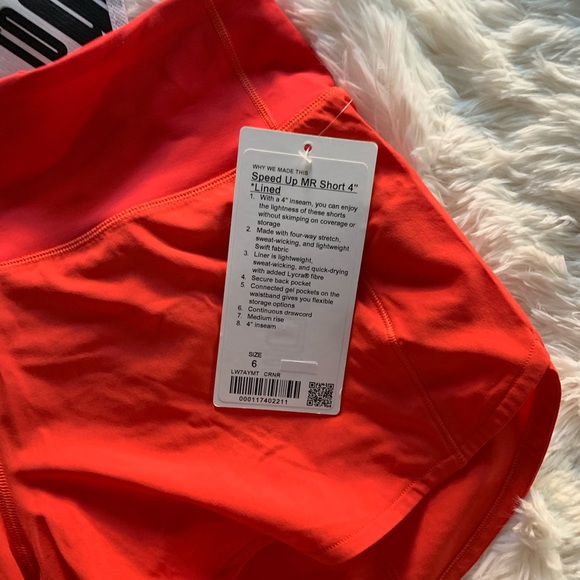 WHY WE MADE THIS
Speed Up MR Short 4"
*Lined
1. With a 4" inseam, you can enjoy
the lightness of these shorts
without skimping on coverage or
storage
2. Made with four-way stretch,
sweat-wicking, and lightweight
Swift fabric
3. Liner is lightweight,
sweat-wicking, and quick-drying
with added Lycra® fibre
4. Secure back pocket
5. Connected gel pockets on the
waistband gives you flexible
storage options
6. Continuous drawcord
7. Medium rise
8. 4" inseam
SIZE
6
LW7AYMT CRNR
000117402211